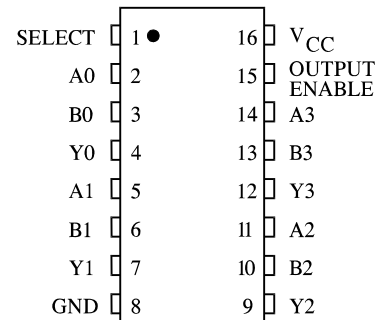 SELECT 1 16 VCC
A0 2 15 OUTPUT ENABLE
B0 3 14 A3
Y0 4 13 B3
A1 5 12 Y3
B1 6 11 A2
Y1 7 10 B2
GND 8 9 Y2